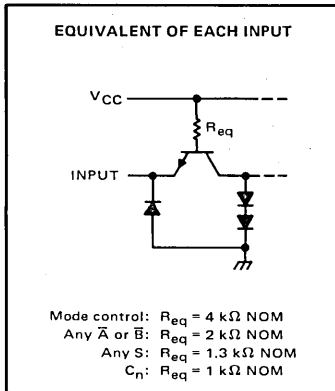 EQUIVALENT OF EACH INPUT
VCC
Req
INPUT
Mode control: Req = 4 kΩ NOM
Any A̅ or B̅: Req = 2 kΩ NOM
Any S: Req = 1.3 kΩ NOM
Cn: Req = 1 kΩ NOM